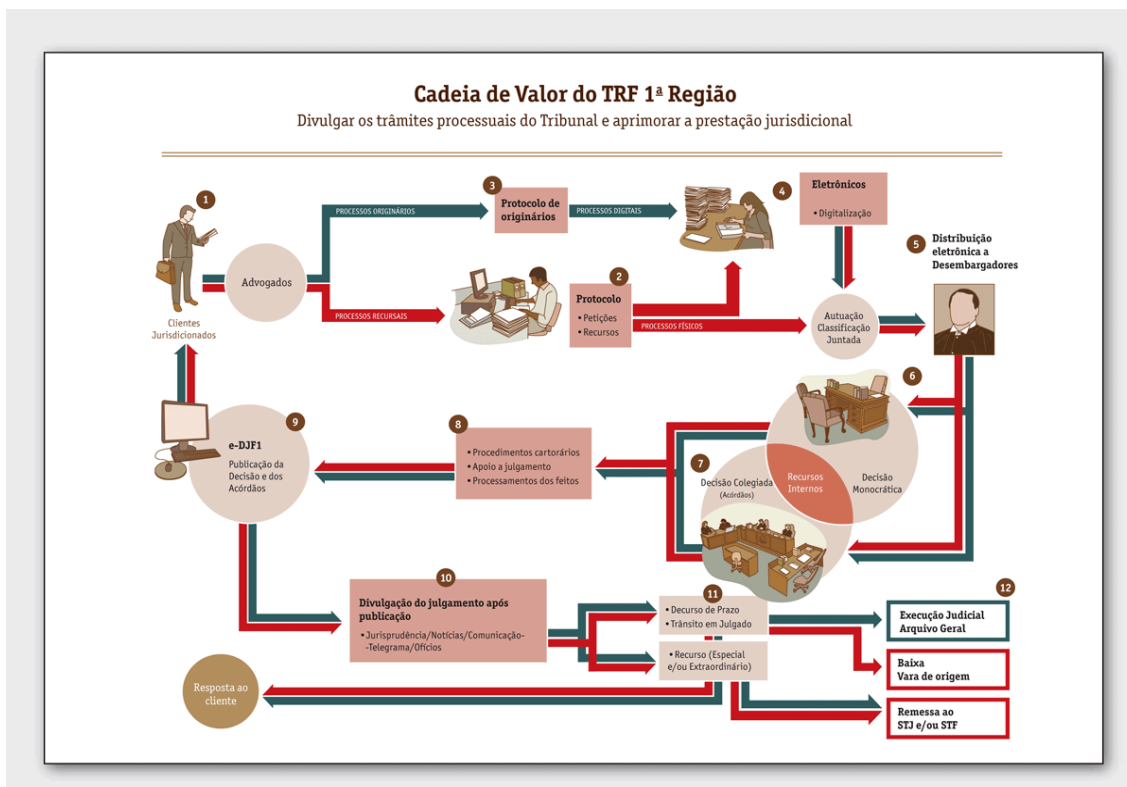 Cadeia de Valor do TRF 1ª Região
Divulgar os trâmites processuais do Tribunal e aprimorar a prestação jurisdicional
1
Clientes
Jurisdicionados
Advogados
PROCESSOS ORIGINÁRIOS
PROCESSOS RECURSAIS
3
Protocolo de
originários
PROCESSOS DIGITAIS
2
Protocolo
• Petições
• Recursos
PROCESSOS FÍSICOS
4
Eletrônicos
• Digitalização
Autuação
Classificação
Juntada
5
Distribuição
eletrônica a
Desembargadores
6
Decisão
Monocrática
Recursos
Internos
7
Decisão Colegiada
(Acórdãos)
8
• Procedimentos cartorários
• Apoio a julgamento
• Processamentos dos feitos
9
e-DJF1
Publicação da
Decisão e dos
Acórdãos
10
Divulgação do julgamento após
publicação
• Jurisprudência/Notícias/Comunicação-
-Telegrama/Ofícios
11
• Decurso de Prazo
• Trânsito em Julgado
• Recurso (Especial
e/ou Extraordinário)
12
Execução Judicial
Arquivo Geral
Baixa
Vara de origem
Remessa ao
STJ e/ou STF
Resposta ao
cliente